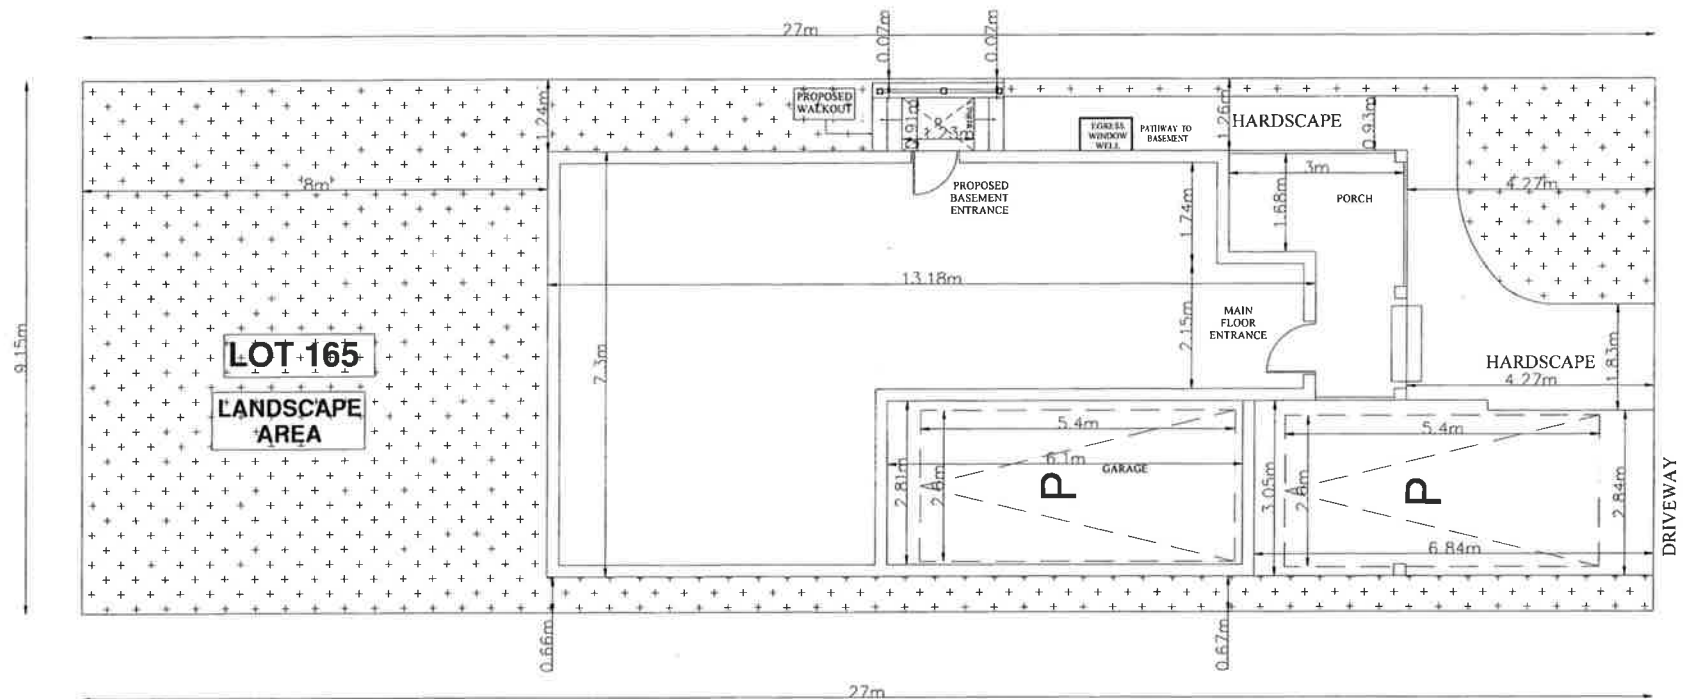 27m
0.07m
0.07m
1.24m
PROPOSED
WALKOUT
0.91m
1.23m
EGRESS
WINDOW
WELL
PATHWAY TO
BASEMENT
1.26m
HARDSCAPE
0.93m
8m
PROPOSED
BASEMENT
ENTRANCE
1.74m
3m
1.68m
PORCH
4.27m
13.18m
9.15m
7.3m
2.15m
MAIN
FLOOR
ENTRANCE
LOT 165
LANDSCAPE
AREA
HARDSCAPE
4.27m
1.83m
5.4m
6.1m
GARAGE
2.81m
2.6m
P
5.4m
3.05m
2.6m
P
6.84m
2.84m
DRIVEWAY
0.66m
0.67m
27m